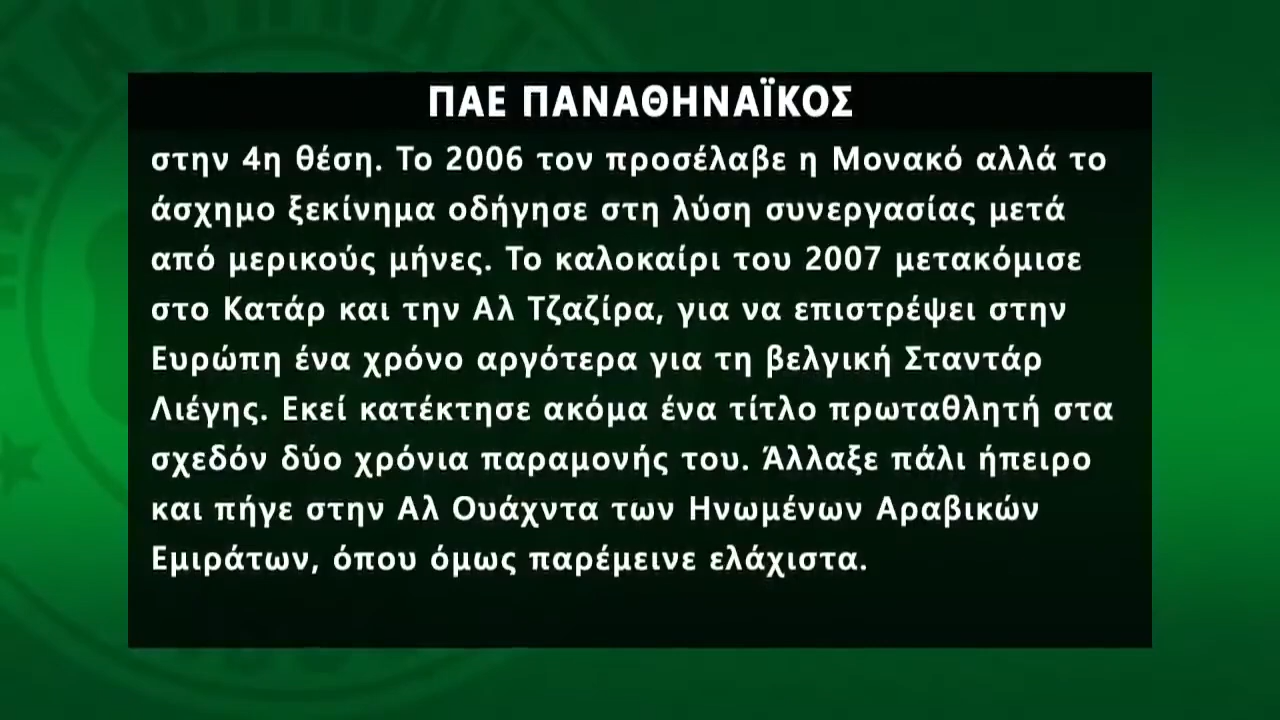 ΠΑΕ ΠΑΝΑΘΗΝΑΪΚΟΣ
στην 4η θέση. Το 2006 τον προσέλαβε η Μονακό αλλά το
άσχημο ξεκίνημα οδήγησε στη λύση συνεργασίας μετά
από μερικούς μήνες. Το καλοκαίρι του 2007 μετακόμισε
στο Κατάρ και την Αλ Τζαζίρα, για να επιστρέψει στην
Ευρώπη ένα χρόνο αργότερα για τη βελγική Σταντάρ
Λιέγης. Εκεί κατέκτησε ακόμα ένα τίτλο πρωταθλητή στα
σχεδόν δύο χρόνια παραμονής του. Άλλαξε πάλι ήπειρο
και πήγε στην Αλ Ουάχντα των Ηνωμένων Αραβικών
Εμιράτων, όπου όμως παρέμεινε ελάχιστα.